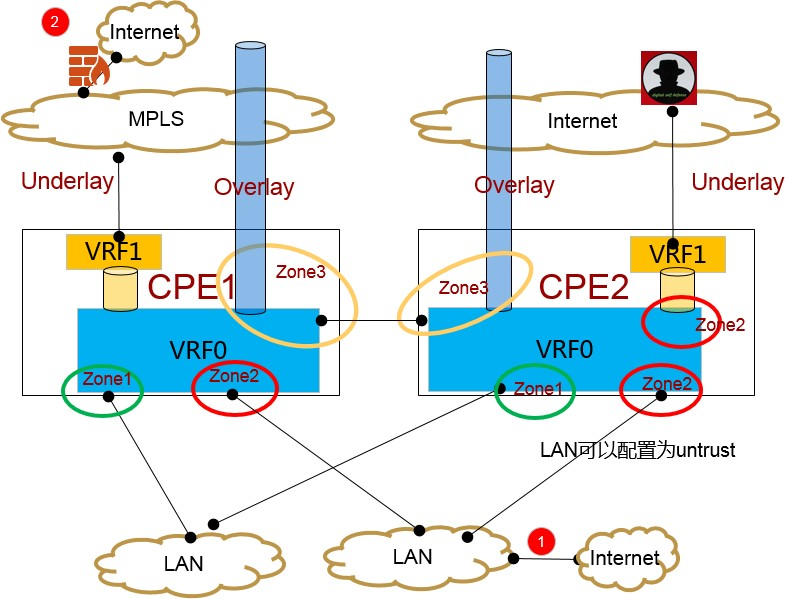 2
Internet
MPLS
Internet
Underlay
Overlay
Overlay
Underlay
VRF1
VRF1
Zone3
CPE1
Zone3
CPE2
Zone2
VRF0
VRF0
Zone1
Zone2
Zone1
Zone2
LAN可以配置为untrust
1
LAN
LAN
Internet